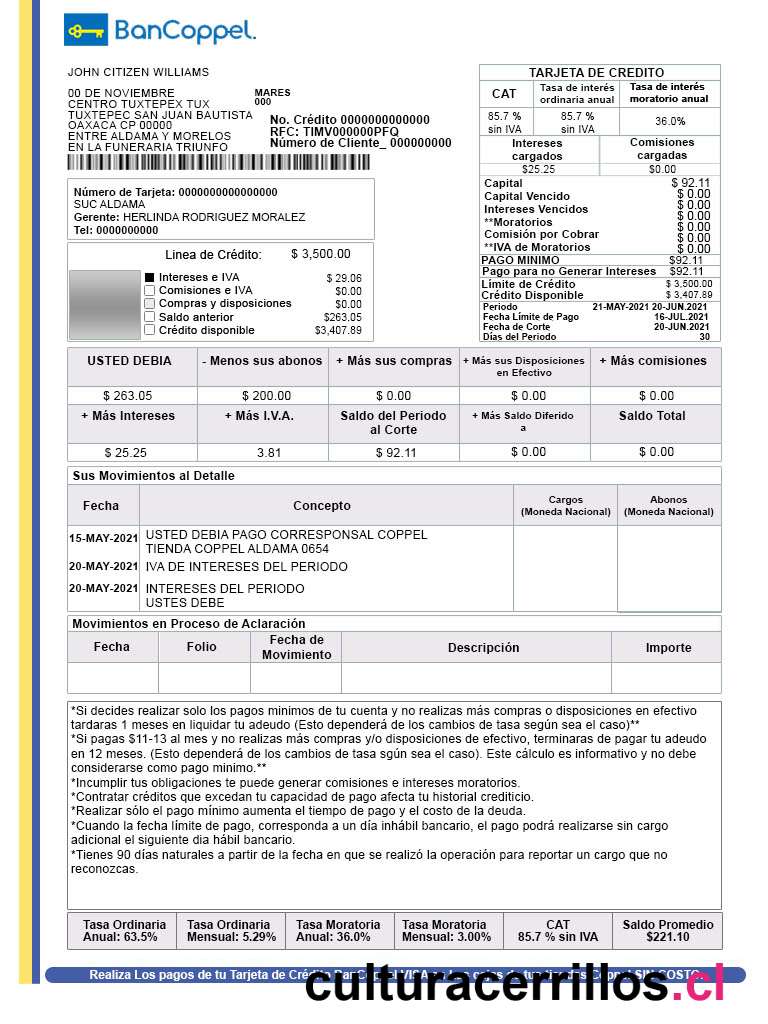 BanCoppel.
JOHN CITIZEN WILLIAMS
00 DE NOVIEMBRE
CENTRO TUXTEPEX TUX
TUXTEPEC SAN JUAN BAUTISTA
OAXACA CP 00000
ENTRE ALDAMA Y MORELOS
EN LA FUNERARIA TRIUNFO
MARES
000
No. Crédito 0000000000000
RFC: TIMV000000PFQ
Número de Cliente_ 000000000
Número de Tarjeta: 0000000000000000
SUC ALDAMA
Gerente: HERLINDA RODRIGUEZ MORALEZ
Tel: 0000000000
Linea de Crédito: $ 3,500.00
Intereses e IVA $ 29.06
Comisiones e IVA $0.00
Compras y disposiciones $0.00
Saldo anterior $263.05
Crédito disponible $3,407.89
TARJETA DE CREDITO
CAT
Tasa de interés
ordinaria anual
Tasa de interés
moratorio anual
85.7 %
sin IVA
85.7 %
sin IVA
36.0%
Intereses
cargados
Comisiones
cargadas
$25.25 $0.00
Capital $ 92.11
Capital Vencido $ 0.00
Intereses Vencidos $ 0.00
**Moratorios $ 0.00
Comisión por Cobrar $ 0.00
**IVA de Moratorios $ 0.00
PAGO MINIMO $92.11
Pago para no Generar Intereses $92.11
Límite de Crédito $ 3,500.00
Crédito Disponible $ 3,407.89
Periodo 21-MAY-2021 20-JUN.2021
Fecha Límite de Pago 16-JUL.2021
Fecha de Corte 20-JUN.2021
Días del Periodo 30
USTED DEBIA
- Menos sus abonos
+ Más sus compras
+ Más sus Disposiciones
en Efectivo
+ Más comisiones
$ 263.05 $ 200.00 $ 0.00 $ 0.00 $ 0.00
+ Más Intereses
+ Más I.V.A.
Saldo del Periodo
al Corte
+ Más Saldo Diferido
a
Saldo Total
$ 25.25 3.81 $ 92.11 $ 0.00 $ 0.00
Sus Movimientos al Detalle
Fecha
Concepto
Cargos
(Moneda Nacional)
Abonos
(Moneda Nacional)
15-MAY-2021 USTED DEBIA PAGO CORRESPONSAL COPPEL
TIENDA COPPEL ALDAMA 0654
20-MAY-2021 IVA DE INTERESES DEL PERIODO
20-MAY-2021 INTERESES DEL PERIODO
USTES DEBE
Movimientos en Proceso de Aclaración
Fecha
Folio
Fecha de
Movimiento
Descripción
Importe
*Si decides realizar solo los pagos minimos de tu cuenta y no realizas más compras o disposiciones en efectivo
tardaras 1 meses en liquidar tu adeudo (Esto dependerá de los cambios de tasa según sea el caso)**
*Si pagas $11-13 al mes y no realizas más compras y/o disposiciones de efectivo, terminaras de pagar tu adeudo
en 12 meses. (Esto dependerá de los cambios de tasa sgún sea el caso). Este cálculo es informativo y no debe
considerarse como pago minimo.**
*Incumplir tus obligaciones te puede generar comisiones e intereses moratorios.
*Contratar créditos que excedan tu capacidad de pago afecta tu historial crediticio.
*Realizar sólo el pago mínimo aumenta el tiempo de pago y el costo de la deuda.
*Cuando la fecha límite de pago, corresponda a un día inhábil bancario, el pago podrá realizarse sin cargo
adicional el siguiente dia hábil bancario.
*Tienes 90 días naturales a partir de la fecha en que se realizó la operación para reportar un cargo que no
reconozcas.
Tasa Ordinaria
Anual: 63.5%
Tasa Ordinaria
Mensual: 5.29%
Tasa Moratoria
Anual: 36.0%
Tasa Moratoria
Mensual: 3.00%
CAT
85.7 % sin IVA
Saldo Promedio
$221.10
Realiza Los pagos de tu Tarjeta de Crédito BanCoppel VISA Coppel SIN COSTO.
culturacerrillos.cl